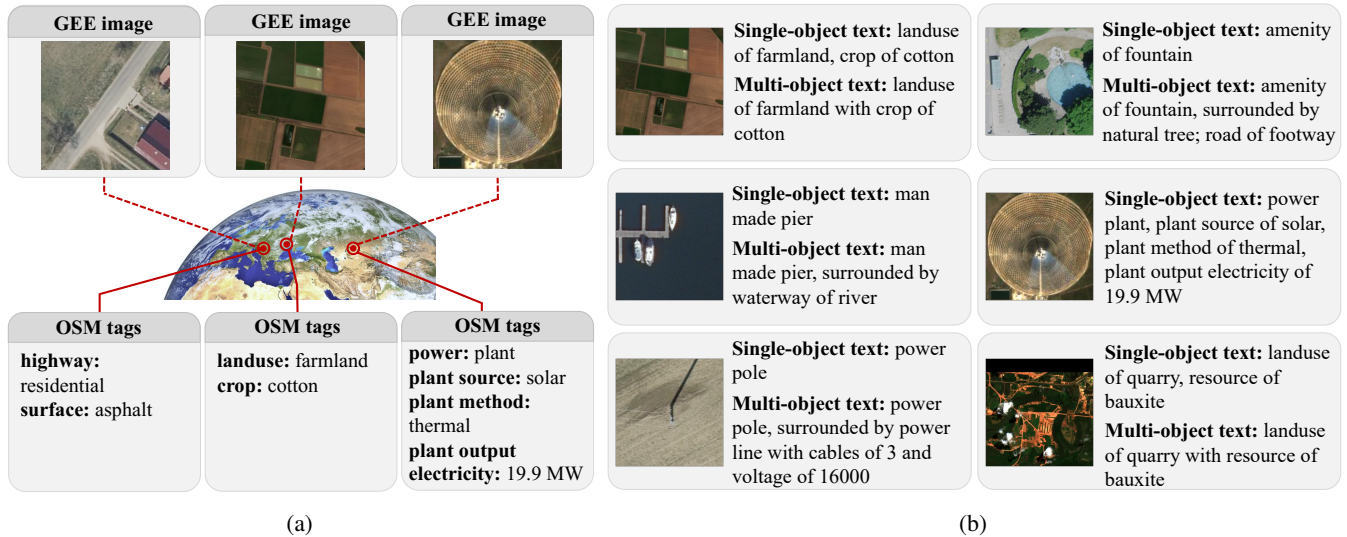 GEE image
GEE image
GEE image
OSM tags
highway:
residential
surface: asphalt
OSM tags
landuse: farmland
crop: cotton
OSM tags
power: plant
plant source: solar
plant method:
thermal
plant output
electricity: 19.9 MW
(a)
Single-object text: landuse
of farmland, crop of cotton
Multi-object text: landuse
of farmland with crop of
cotton
Single-object text: amenity
of fountain
Multi-object text: amenity
of fountain, surrounded by
natural tree; road of footway
Single-object text: man
made pier
Multi-object text: man
made pier, surrounded by
waterway of river
Single-object text: power
plant, plant source of solar,
plant method of thermal,
plant output electricity of
19.9 MW
Single-object text: power
pole
Multi-object text: power
pole, surrounded by power
line with cables of 3 and
voltage of 16000
Single-object text: landuse
of quarry, resource of
bauxite
Multi-object text: landuse
of quarry with resource of
bauxite
(b)